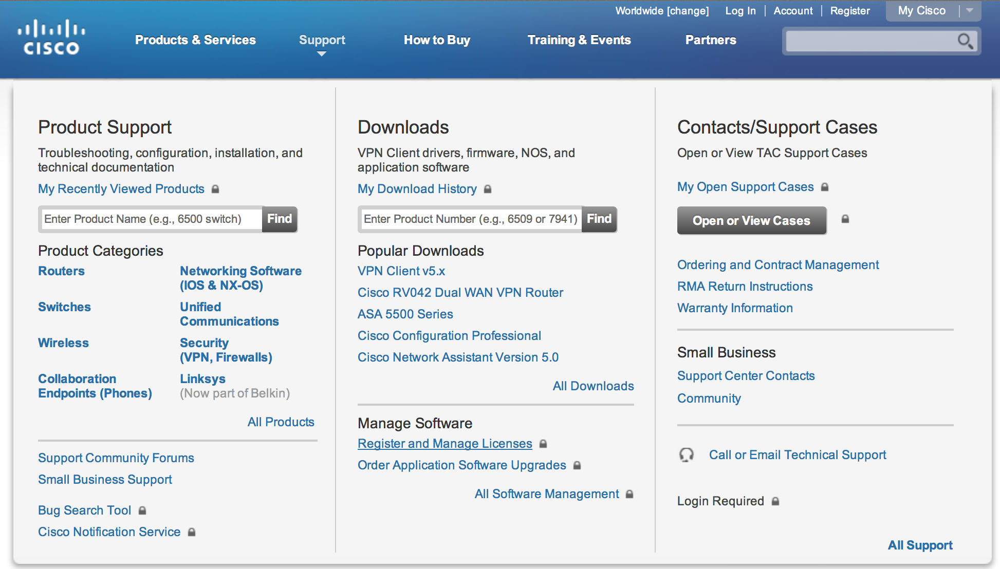 Worldwide [change] Log In Account Register My Cisco
CISCO
Products & Services Support How to Buy Training & Events Partners
Product Support
Troubleshooting, configuration, installation, and
technical documentation
My Recently Viewed Products
Enter Product Name (e.g., 6500 switch) Find
Product Categories
Routers
Networking Software
(IOS & NX-OS)
Switches
Unified
Communications
Wireless
Security
(VPN, Firewalls)
Collaboration
Endpoints (Phones)
Linksys
(Now part of Belkin)
All Products
Support Community Forums
Small Business Support
Bug Search Tool
Cisco Notification Service
Downloads
VPN Client drivers, firmware, NOS, and
application software
My Download History
Enter Product Number (e.g., 6509 or 7941) Find
Popular Downloads
VPN Client v5.x
Cisco RV042 Dual WAN VPN Router
ASA 5500 Series
Cisco Configuration Professional
Cisco Network Assistant Version 5.0
All Downloads
Manage Software
Register and Manage Licenses
Order Application Software Upgrades
All Software Management
Contacts/Support Cases
Open or View TAC Support Cases
My Open Support Cases
Open or View Cases
Ordering and Contract Management
RMA Return Instructions
Warranty Information
Small Business
Support Center Contacts
Community
Call or Email Technical Support
Login Required
All Support